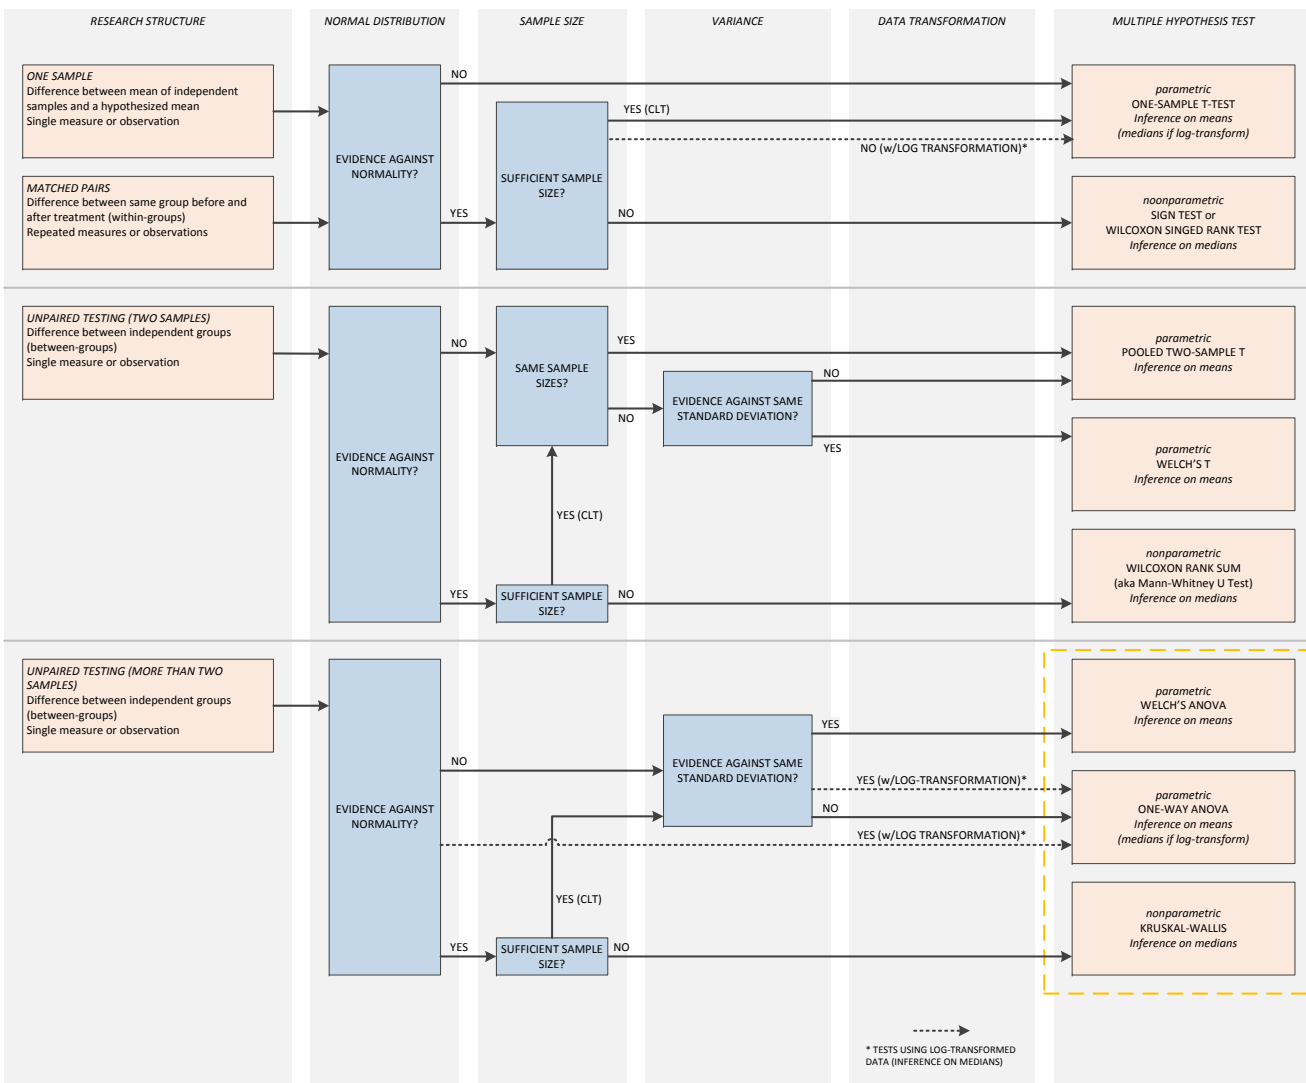 RESEARCH STRUCTURE
NORMAL DISTRIBUTION
SAMPLE SIZE
VARIANCE
DATA TRANSFORMATION
MULTIPLE HYPOTHESIS TEST
ONE SAMPLE
Difference between mean of independent
samples and a hypothesized mean
Single measure or observation
MATCHED PAIRS
Difference between same group before and
after treatment (within-groups)
Repeated measures or observations
EVIDENCE AGAINST
NORMALITY?
NO
YES
SUFFICIENT SAMPLE
SIZE?
YES (CLT)
NO (w/LOG TRANSFORMATION)*
NO
parametric
ONE-SAMPLE T-TEST
Inference on means
(medians if log-transform)
noonparametric
SIGN TEST or
WILCOXON SINGED RANK TEST
Inference on medians
UNPAIRED TESTING (TWO SAMPLES)
Difference between independent groups
(between-groups)
Single measure or observation
EVIDENCE AGAINST
NORMALITY?
NO
YES
SAME SAMPLE
SIZES?
YES
NO
EVIDENCE AGAINST SAME
STANDARD DEVIATION?
NO
YES
YES (CLT)
SUFFICIENT SAMPLE
SIZE?
NO
parametric
POOLED TWO-SAMPLE T
Inference on means
parametric
WELCH'S T
Inference on means
nonparametric
WILCOXON RANK SUM
(aka Mann-Whitney U Test)
Inference on medians
UNPAIRED TESTING (MORE THAN TWO
SAMPLES)
Difference between independent groups
(between-groups)
Single measure or observation
EVIDENCE AGAINST
NORMALITY?
NO
YES
EVIDENCE AGAINST SAME
STANDARD DEVIATION?
YES
YES (w/LOG-TRANSFORMATION)*
NO
YES (w/LOG TRANSFORMATION)*
YES (CLT)
SUFFICIENT SAMPLE
SIZE?
NO
parametric
WELCH'S ANOVA
Inference on means
parametric
ONE-WAY ANOVA
Inference on means
(medians if log-transform)
nonparametric
KRUSKAL-WALLIS
Inference on medians
* TESTS USING LOG-TRANSFORMED
DATA (INFERENCE ON MEDIANS)